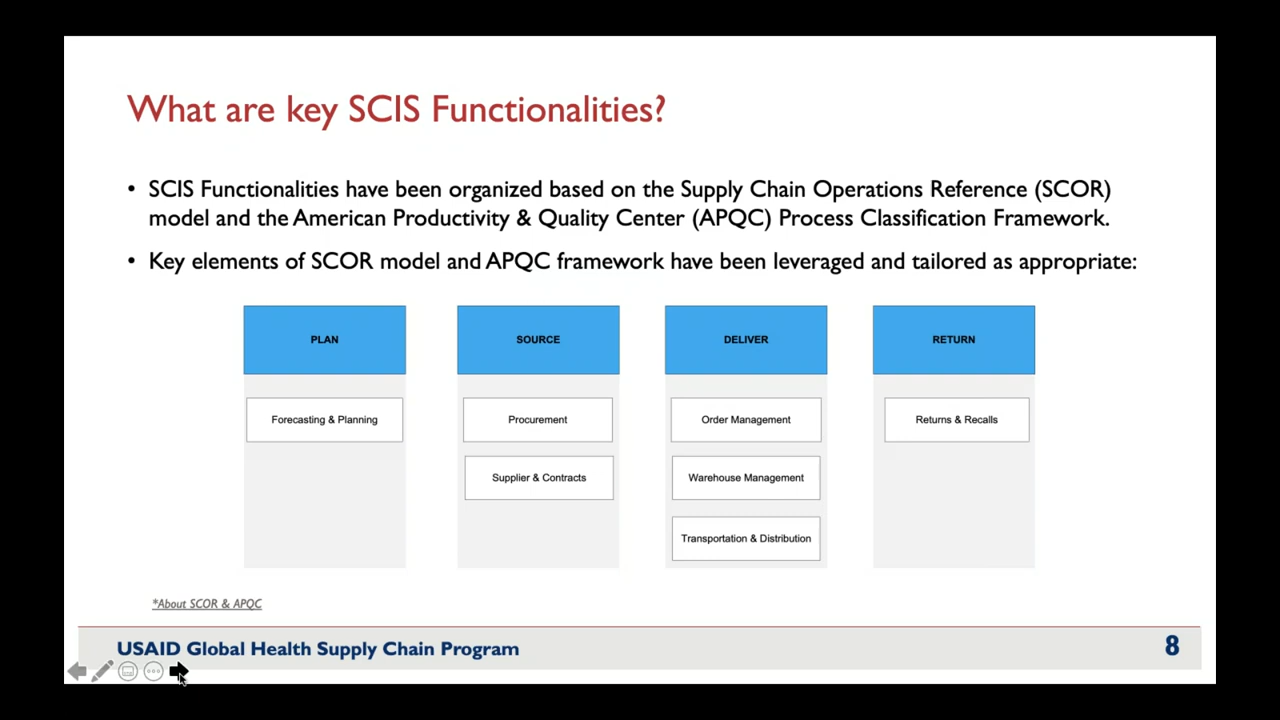 What are key SCIS Functionalities?
• SCIS Functionalities have been organized based on the Supply Chain Operations Reference (SCOR)
model and the American Productivity & Quality Center (APQC) Process Classification Framework.
• Key elements of SCOR model and APQC framework have been leveraged and tailored as appropriate:
PLAN
Forecasting & Planning
SOURCE
Procurement
Supplier & Contracts
DELIVER
Order Management
Warehouse Management
Transportation & Distribution
RETURN
Returns & Recalls
*About SCOR & APQC
USAID Global Health Supply Chain Program
8